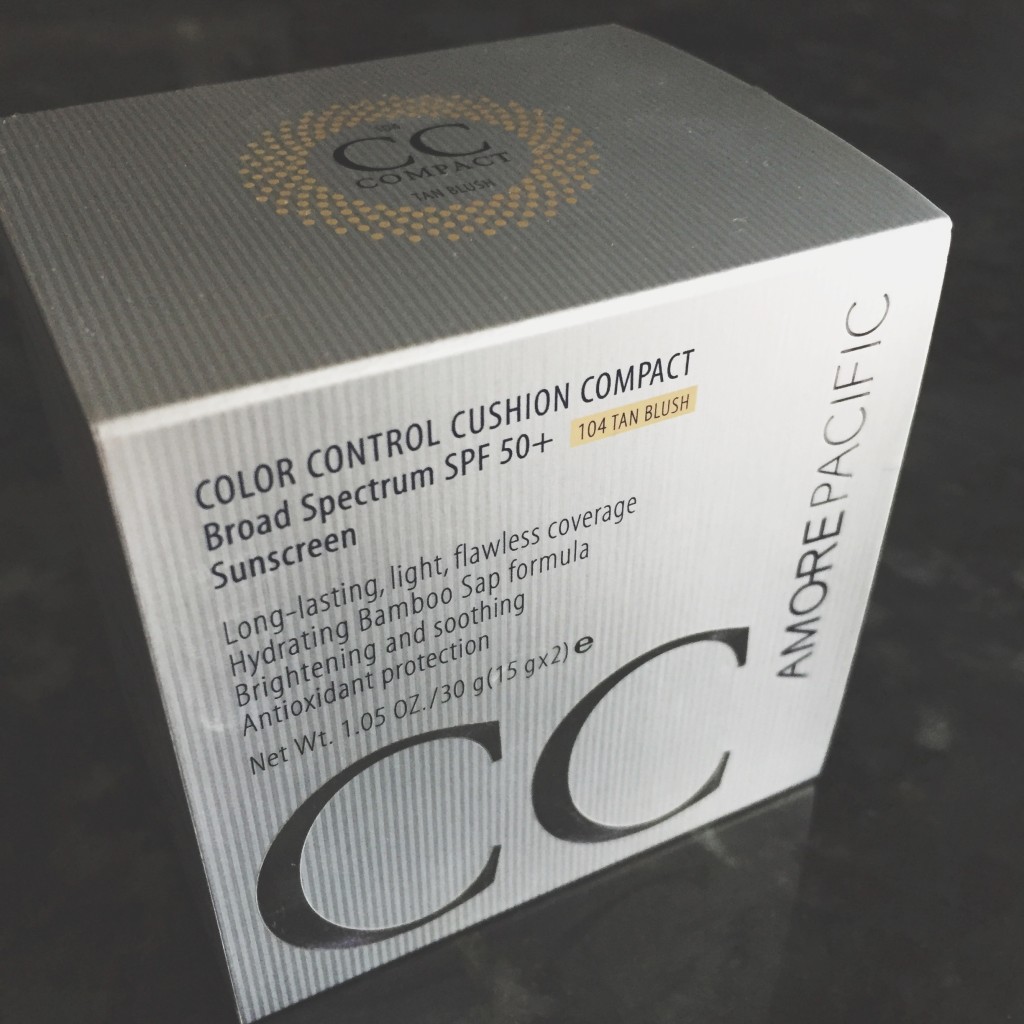 CC
COMPACT
TAN BLUSH
COLOR CONTROL CUSHION COMPACT
Broad Spectrum SPF 50+ 104 TAN BLUSH
Sunscreen
Long-lasting, light, flawless coverage
Hydrating Bamboo Sap formula
Brightening and soothing
Antioxidant protection
Net Wt. 1.05 OZ./30 g(15 gx2) e
CC
AMOREPACIFIC